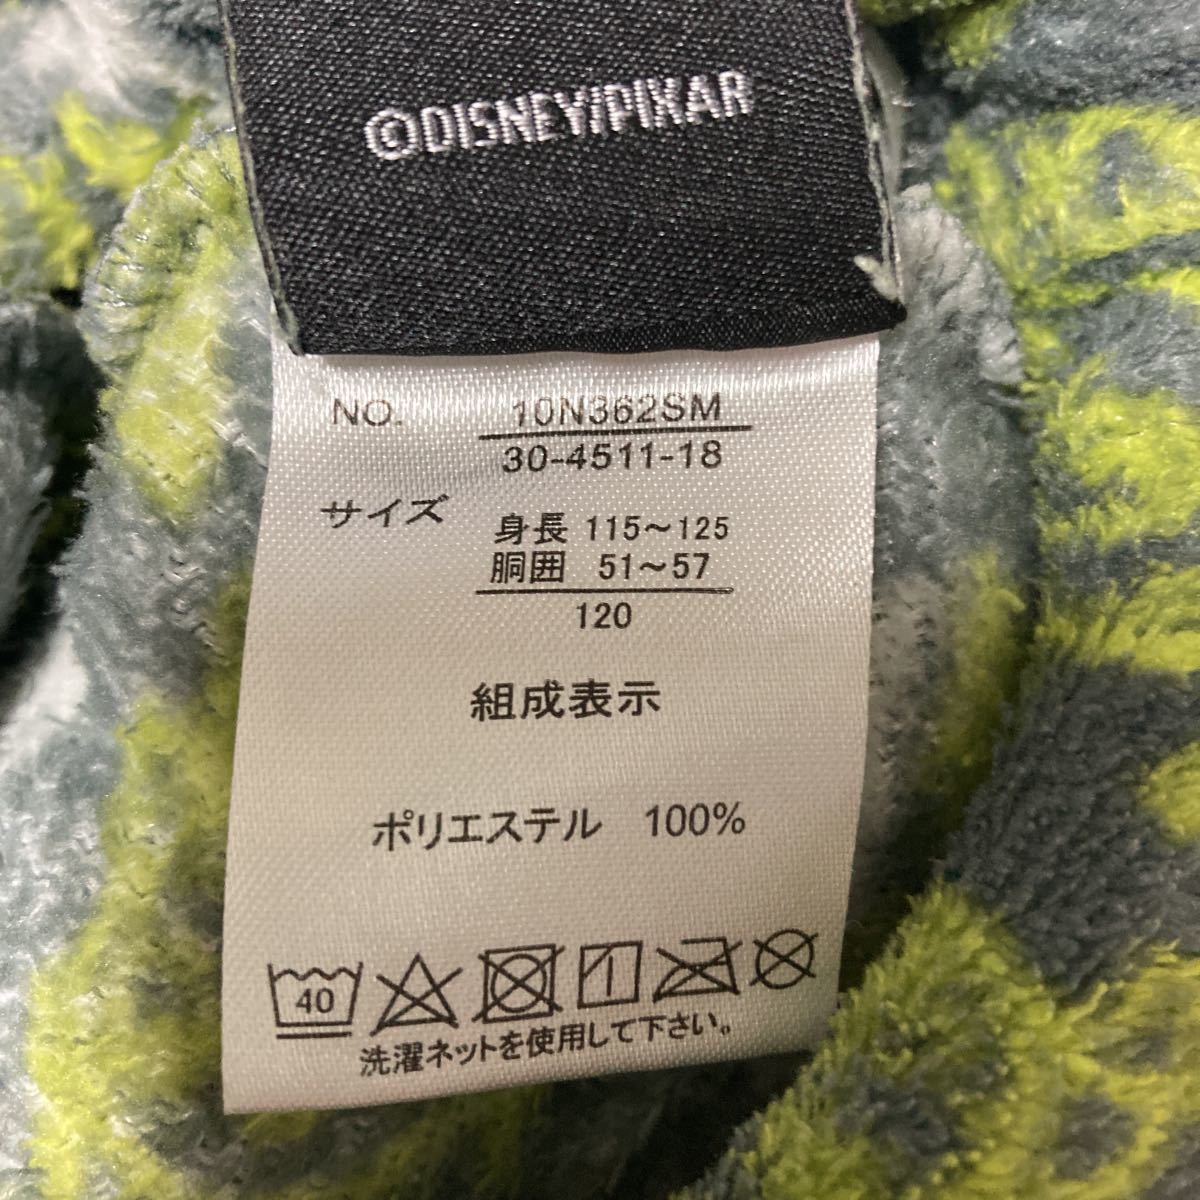 ©DISNEY/PIXAR
NO. 10N362SM
30-4511-18
サイズ 身長 115～125
胴囲 51～57
120
組成表示
ポリエステル 100%
40
洗濯ネットを使用して下さい。